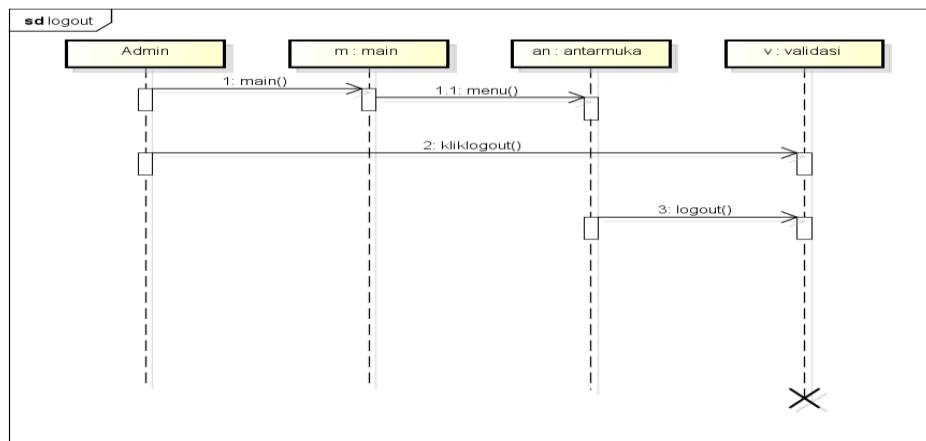 sd logout
Admin
m : main
an : antarmuka
v : validasi
1: main()
1.1: menu()
2: kliklogout()
3: logout()